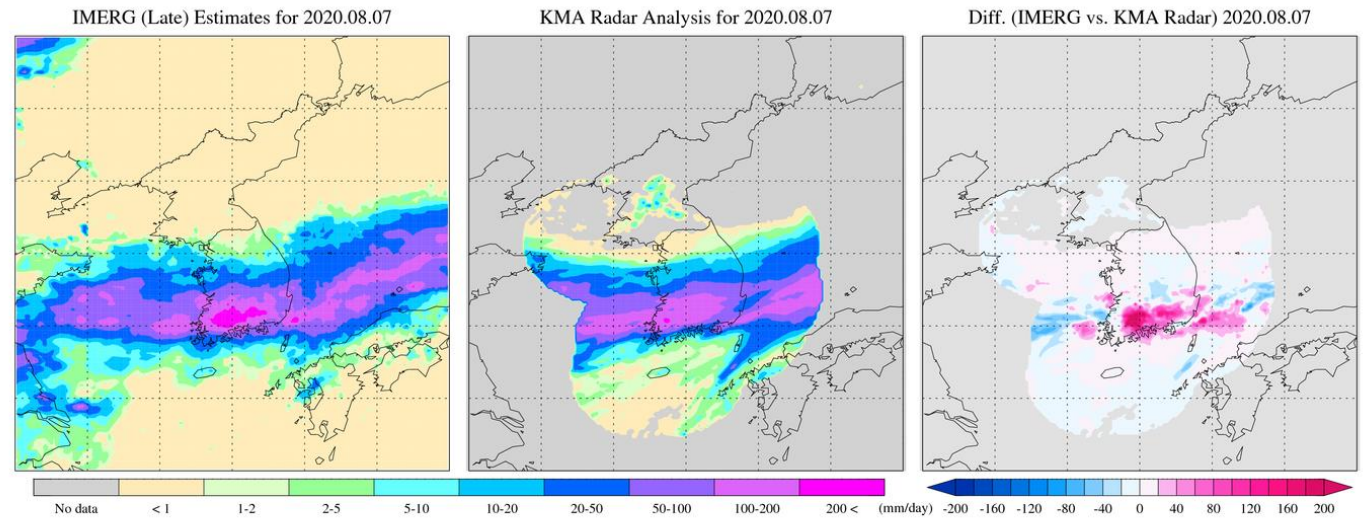 IMERG (Late) Estimates for 2020.08.07
KMA Radar Analysis for 2020.08.07
Diff. (IMERG vs. KMA Radar) 2020.08.07
No data < 1 1-2 2-5 5-10 10-20 20-50 50-100 100-200 200 < (mm/day)
-200 -160 -120 -80 -40 0 40 80 120 160 200